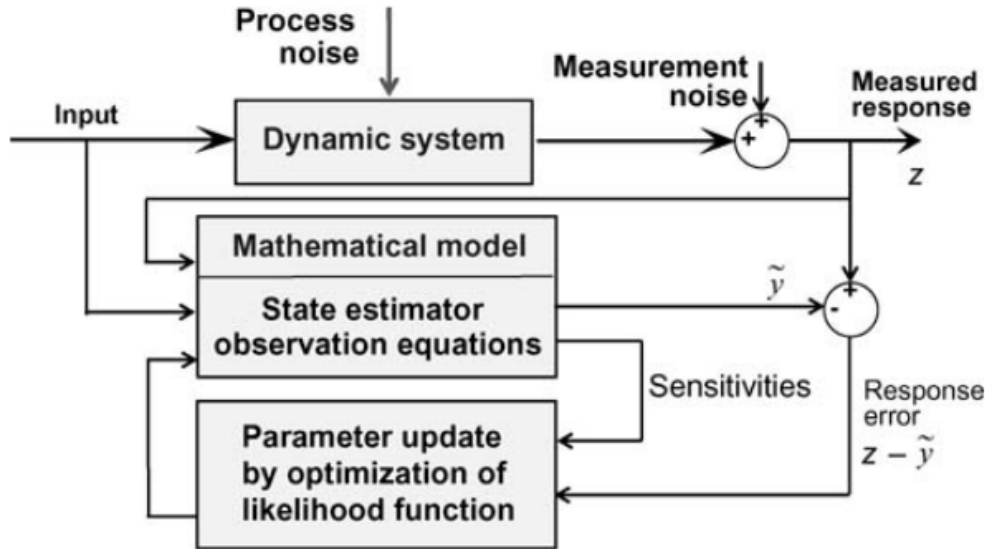 Process
noise
Measurement
noise
Measured
response
Input
Dynamic system
+
+
z
Mathematical model
State estimator
observation equations
ỹ
+
-
Sensitivities
Response
error
z – ỹ
Parameter update
by optimization of
likelihood function